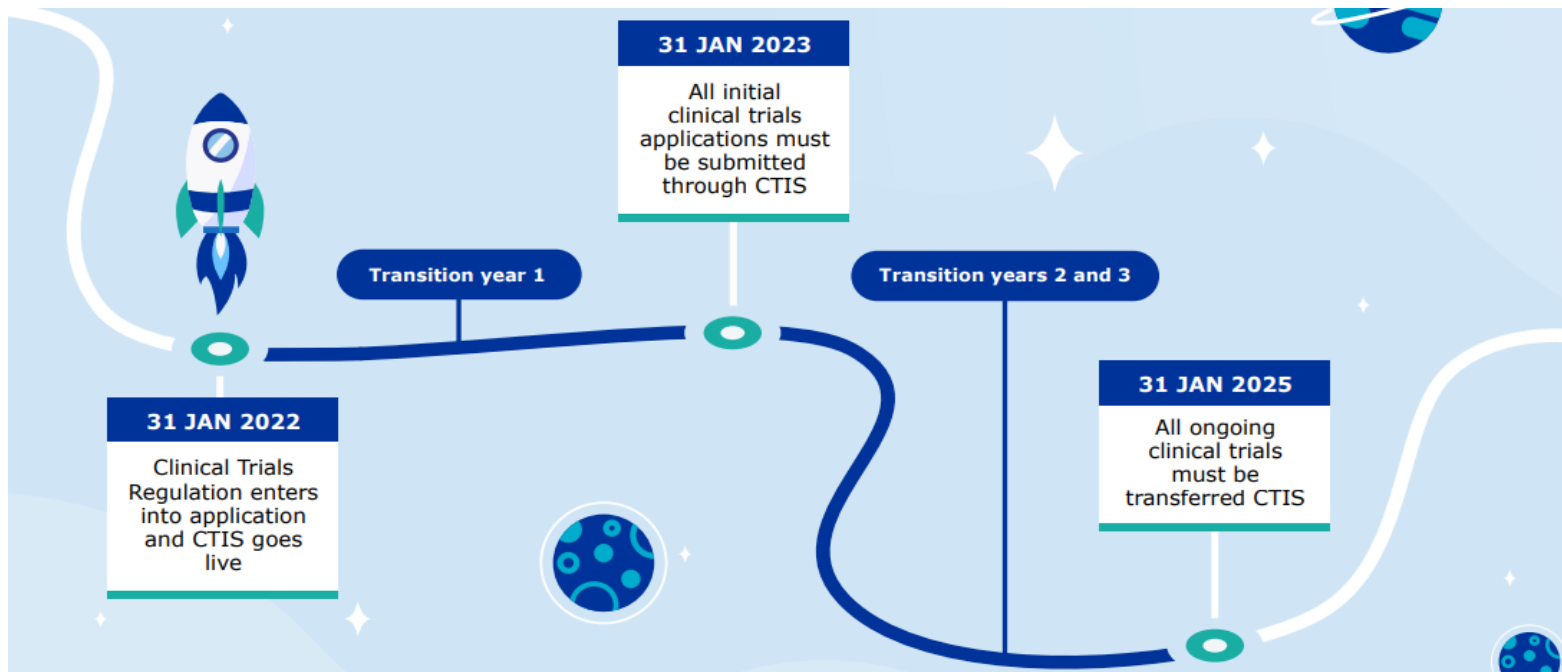 31 JAN 2023
All initial
clinical trials
applications must
be submitted
through CTIS
Transition year 1
Transition years 2 and 3
31 JAN 2022
Clinical Trials
Regulation enters
into application
and CTIS goes
live
31 JAN 2025
All ongoing
clinical trials
must be
transferred CTIS